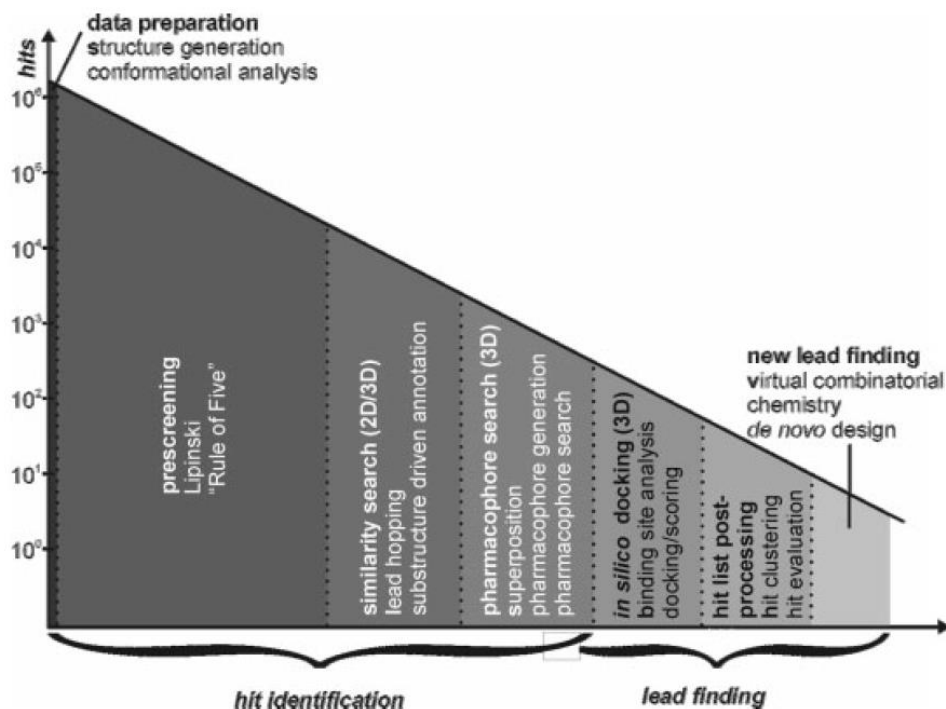 data preparation
structure generation
conformational analysis
hits
10⁶
10⁵
10⁴
10³
10²
10¹
10⁰
prescreening
Lipinski
“Rule of Five”
similarity search (2D/3D)
lead hopping
substructure driven annotation
pharmacophore search (3D)
superposition
pharmacophore generation
pharmacophore search
in silico docking (3D)
binding site analysis
docking/scoring
hit list post-
processing
hit clustering
hit evaluation
new lead finding
virtual combinatorial
chemistry
de novo design
hit identification
lead finding